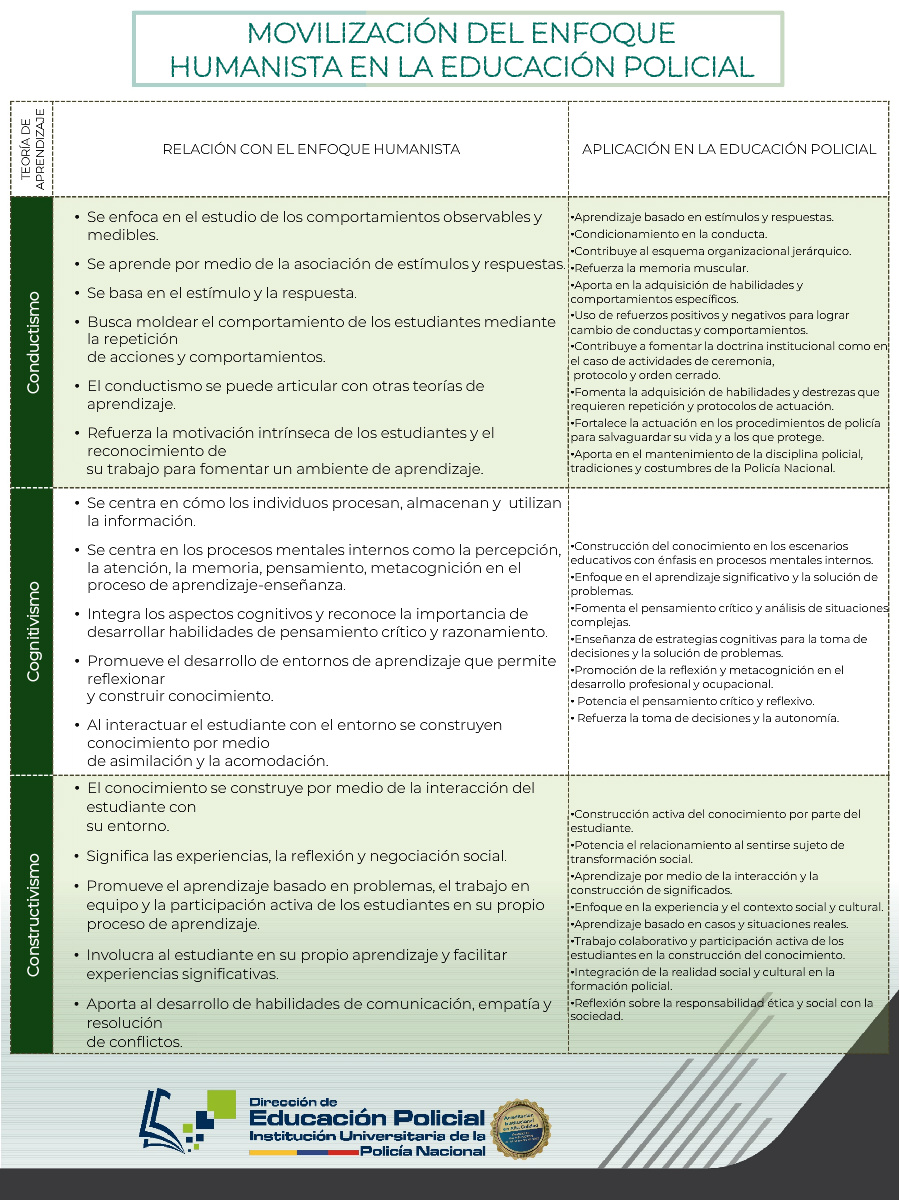 MOVILIZACIÓN DEL ENFOQUE
HUMANISTA EN LA EDUCACIÓN POLICIAL
TEORÍA DE
APRENDIZAJE
RELACIÓN CON EL ENFOQUE HUMANISTA
APLICACIÓN EN LA EDUCACIÓN POLICIAL
Conductismo
• Se enfoca en el estudio de los comportamientos observables y
medibles.
• Se aprende por medio de la asociación de estímulos y respuestas.
• Se basa en el estímulo y la respuesta.
• Busca moldear el comportamiento de los estudiantes mediante
la repetición
de acciones y comportamientos.
• El conductismo se puede articular con otras teorías de
aprendizaje.
• Refuerza la motivación intrínseca de los estudiantes y el
reconocimiento de
su trabajo para fomentar un ambiente de aprendizaje.
•Aprendizaje basado en estímulos y respuestas.
•Condicionamiento en la conducta.
•Contribuye al esquema organizacional jerárquico.
•Refuerza la memoria muscular.
•Aporta en la adquisición de habilidades y
comportamientos específicos.
•Uso de refuerzos positivos y negativos para lograr
cambio de conductas y comportamientos.
•Contribuye a fomentar la doctrina institucional como en
el caso de actividades de ceremonia,
protocolo y orden cerrado.
•Fomenta la adquisición de habilidades y destrezas que
requieren repetición y protocolos de actuación.
•Fortalece la actuación en los procedimientos de policía
para salvaguardar su vida y a los que protege.
•Aporta en el mantenimiento de la disciplina policial,
tradiciones y costumbres de la Policía Nacional.
Cognitivismo
• Se centra en cómo los individuos procesan, almacenan y utilizan
la información.
• Se centra en los procesos mentales internos como la percepción,
la atención, la memoria, pensamiento, metacognición en el
proceso de aprendizaje-enseñanza.
• Integra los aspectos cognitivos y reconoce la importancia de
desarrollar habilidades de pensamiento crítico y razonamiento.
• Promueve el desarrollo de entornos de aprendizaje que permite
reflexionar
y construir conocimiento.
• Al interactuar el estudiante con el entorno se construyen
conocimiento por medio
de asimilación y la acomodación.
•Construcción del conocimiento en los escenarios
educativos con énfasis en procesos mentales internos.
•Enfoque en el aprendizaje significativo y la solución de
problemas.
•Fomenta el pensamiento crítico y análisis de situaciones
complejas.
•Enseñanza de estrategias cognitivas para la toma de
decisiones y la solución de problemas.
•Promoción de la reflexión y metacognición en el
desarrollo profesional y ocupacional.
• Potencia el pensamiento crítico y reflexivo.
• Refuerza la toma de decisiones y la autonomía.
Constructivismo
• El conocimiento se construye por medio de la interacción del
estudiante con
su entorno.
• Significa las experiencias, la reflexión y negociación social.
• Promueve el aprendizaje basado en problemas, el trabajo en
equipo y la participación activa de los estudiantes en su propio
proceso de aprendizaje.
• Involucra al estudiante en su propio aprendizaje y facilitar
experiencias significativas.
• Aporta al desarrollo de habilidades de comunicación, empatía y
resolución
de conflictos.
•Construcción activa del conocimiento por parte del
estudiante.
•Potencia el relacionamiento al sentirse sujeto de
transformación social.
•Aprendizaje por medio de la interacción y la
construcción de significados.
•Enfoque en la experiencia y el contexto social y cultural.
•Aprendizaje basado en casos y situaciones reales.
•Trabajo colaborativo y participación activa de los
estudiantes en la construcción del conocimiento.
•Integración de la realidad social y cultural en la
formación policial.
•Reflexión sobre la responsabilidad ética y social con la
sociedad.
Dirección de
Educación Policial
Institución Universitaria de la
Policía Nacional